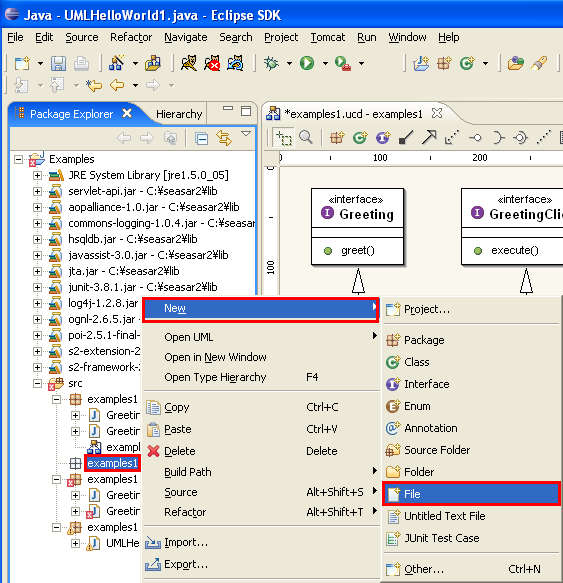 Java - UMLHelloWorld1.java - Eclipse SDK
File Edit Source Refactor Navigate Search Project Tomcat Run Window Help
Package Explorer Hierarchy
*examples1.ucd - examples1
0 100 200
0
100
Examples
JRE System Library [jre1.5.0_05]
servlet-api.jar - C:¥seasar2¥lib
aopalliance-1.0.jar - C:¥seasar2¥lib
commons-logging-1.0.4.jar - C:¥seasar2¥lib
hsqldb.jar - C:¥seasar2¥lib
javassist-3.0.jar - C:¥seasar2¥lib
jta.jar - C:¥seasar2¥lib
junit-3.8.1.jar - C:¥seasar2¥lib
log4j-1.2.8.jar
ognl-2.6.5.jar
poi-2.5.1-final-
s2-extension-2
s2-framework-2
src
examples1
Greetin
Greetin
exampl
examples1
examples1
Greetin
Greetin
examples1
UMLHe
«interface»
Greeting
greet()
«interface»
GreetingClie
execute()
New
Open UML
Open in New Window
Open Type Hierarchy F4
Copy Ctrl+C
Paste Ctrl+V
Delete Delete
Build Path
Source Alt+Shift+S
Refactor Alt+Shift+T
Import...
Export...
Project...
Package
Class
Interface
Enum
Annotation
Source Folder
Folder
File
Untitled Text File
JUnit Test Case
Other... Ctrl+N